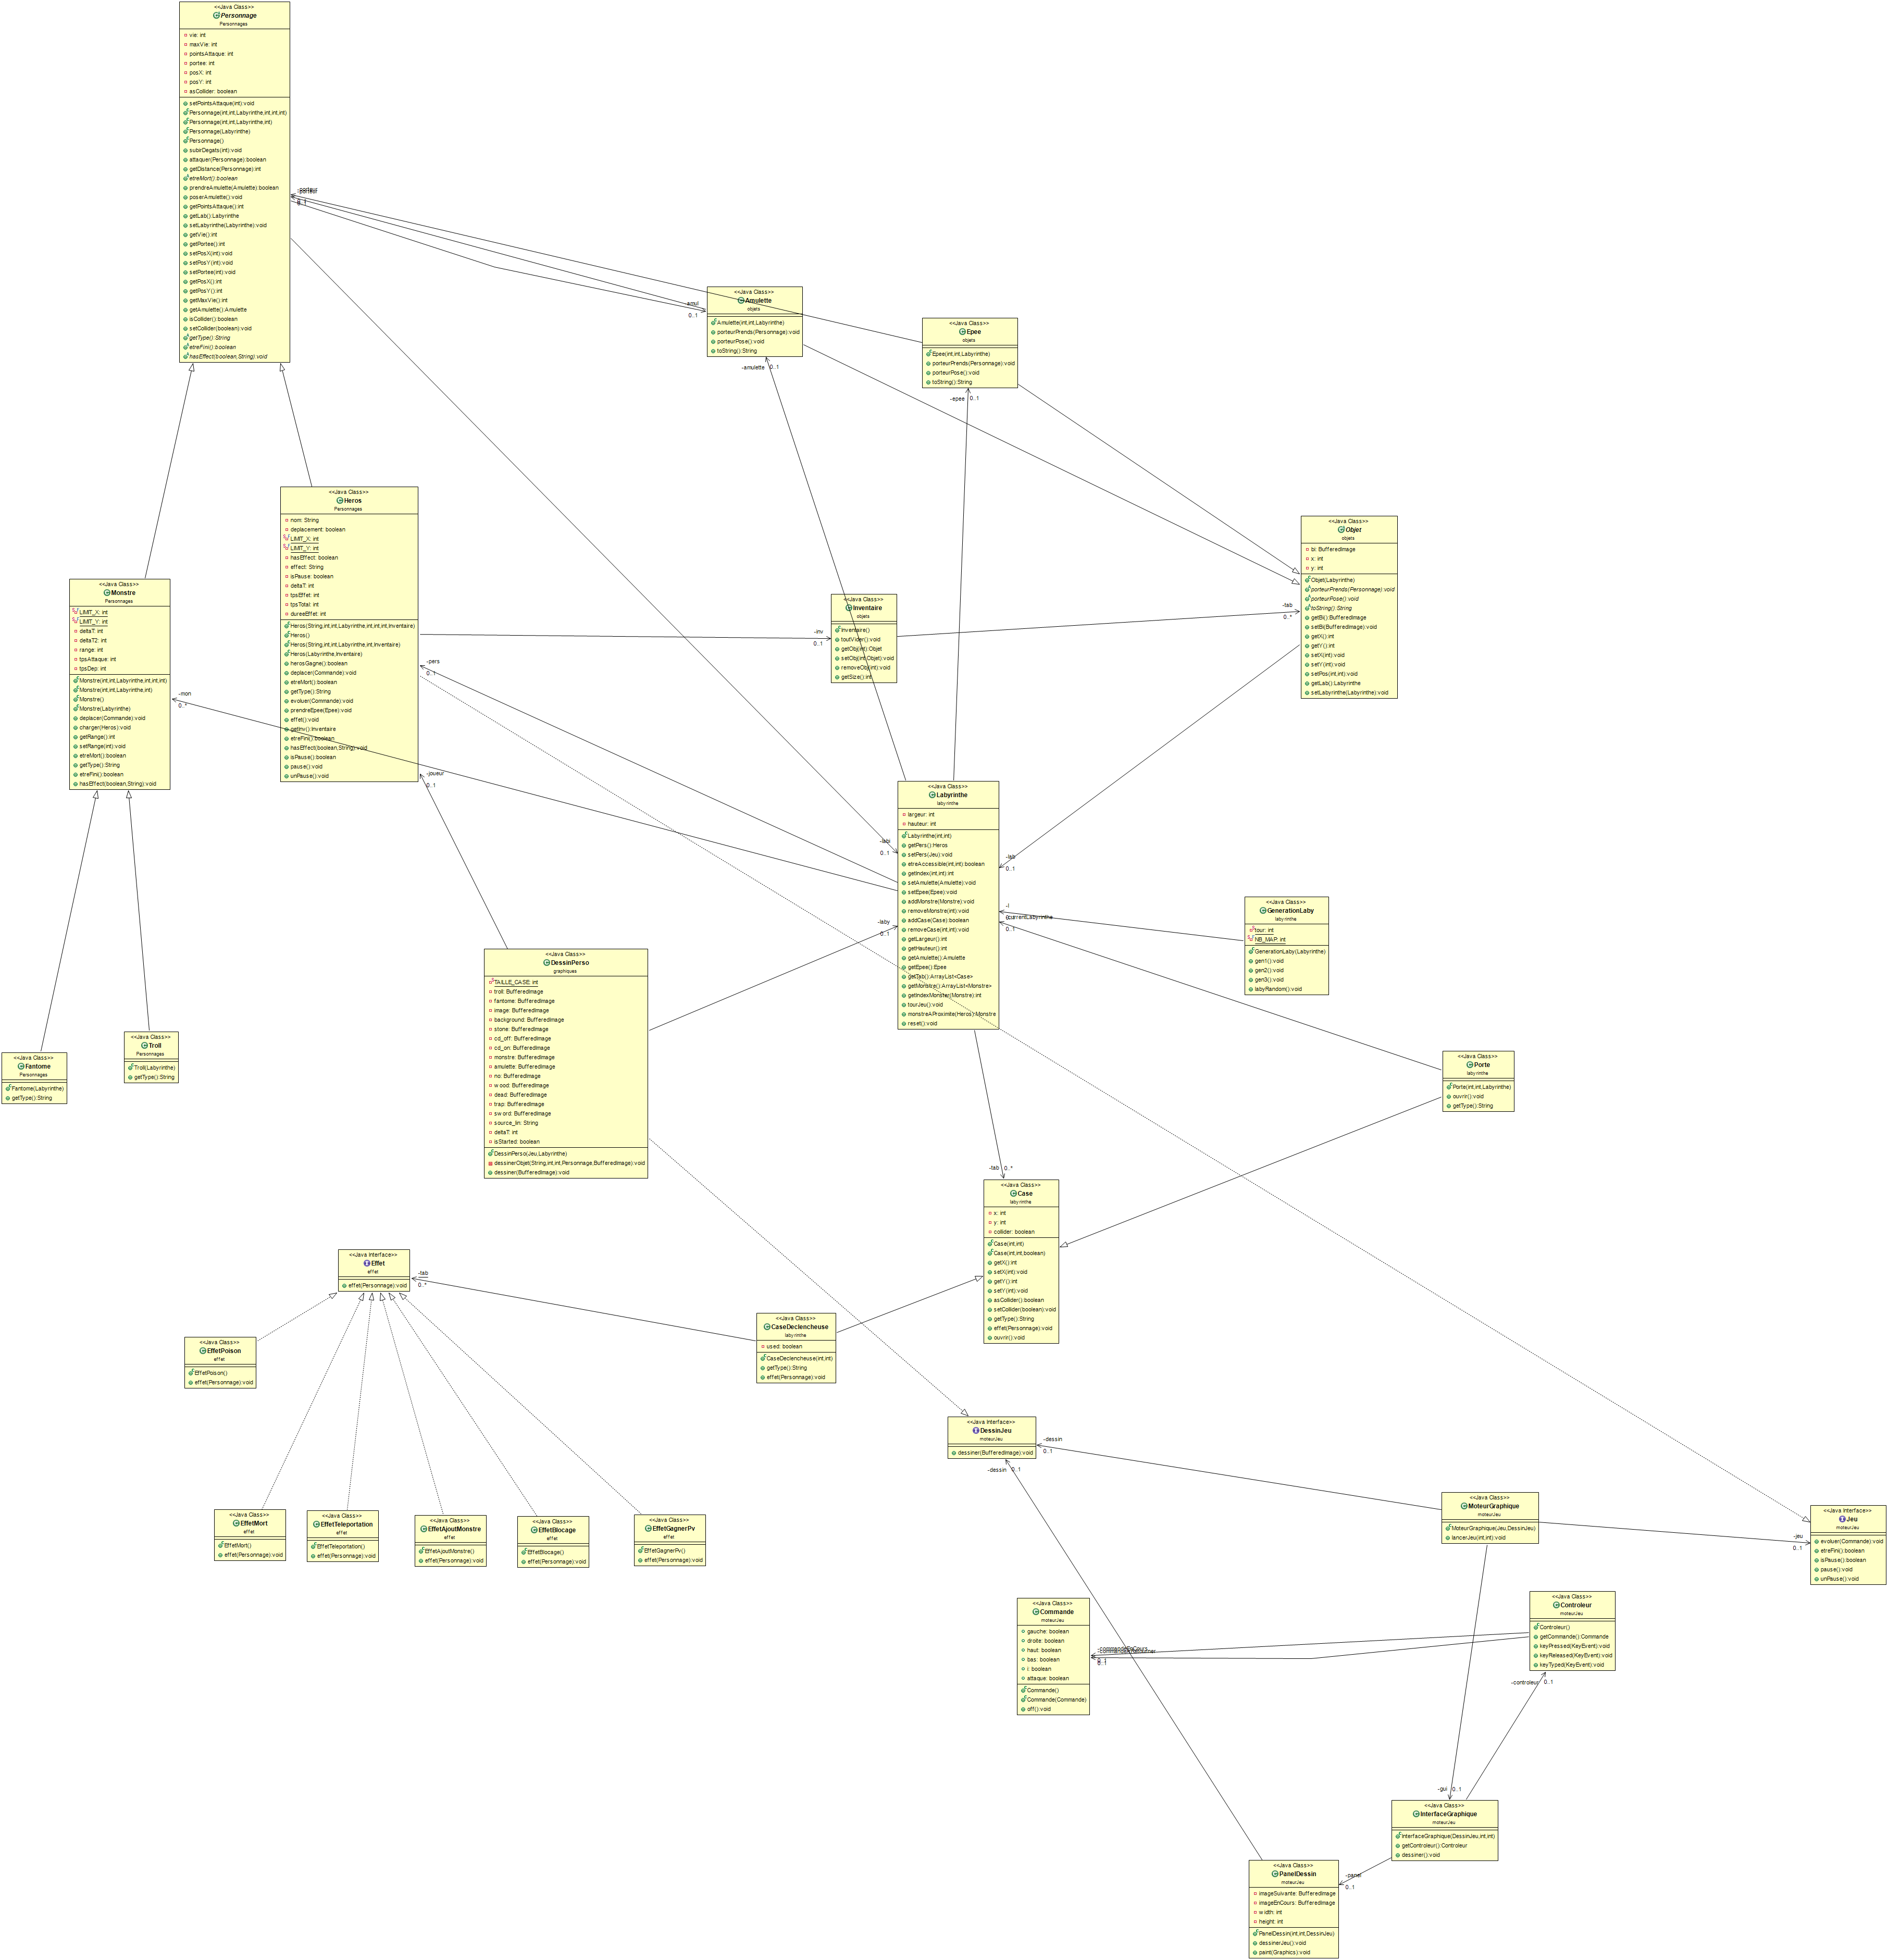 <<Java Class>>
Personnage
Personnages
vie: int
maxVie: int
pointsAttaque: int
portee: int
posX: int
posY: int
asCollider: boolean
setPointsAttaque(int):void
Personnage(int,int,Labyrinthe,int,int,int)
Personnage(int,int,Labyrinthe,int)
Personnage(Labyrinthe)
Personnage()
subirDegats(int):void
attaquer(Personnage):boolean
getDistance(Personnage):int
etreMort():boolean
prendreAmulette(Amulette):boolean
poserAmulette():void
getPointsAttaque():int
getLab():Labyrinthe
setLabyrinthe(Labyrinthe):void
getVie():int
getPortee():int
setPosX(int):void
setPosY(int):void
setPortee(int):void
getPosX():int
getPosY():int
getMaxVie():int
getAmulette():Amulette
isCollider():boolean
setCollider(boolean):void
getType():String
etreFini():boolean
hasEffect(boolean,String):void
-porteur
-porteur
0..1
<<Java Class>>
Amulette
objets
Amulette(int,int,Labyrinthe)
porteurPrends(Personnage):void
porteurPose():void
toString():String
-amul
0..1
-amulette
0..1
<<Java Class>>
Epee
objets
Epee(int,int,Labyrinthe)
porteurPrends(Personnage):void
porteurPose():void
toString():String
-epee
0..1
<<Java Class>>
Heros
Personnages
nom: String
deplacement: boolean
LIMIT_X: int
LIMIT_Y: int
hasEffect: boolean
effect: String
isPause: boolean
deltaT: int
tpsEffet: int
tpsTotal: int
dureeEffet: int
Heros(String,int,int,Labyrinthe,int,int,int,Inventaire)
Heros()
Heros(String,int,int,Labyrinthe,int,Inventaire)
Heros(Labyrinthe,Inventaire)
herosGagne():boolean
deplacer(Commande):void
etreMort():boolean
getType():String
evoluer(Commande):void
prendreEpee(Epee):void
effet():void
getInv():Inventaire
etreFini():boolean
hasEffect(boolean,String):void
isPause():boolean
pause():void
unPause():void
-pers
0..1
-joueur
0..1
<<Java Class>>
Objet
objets
bi: BufferedImage
x: int
y: int
Objet(Labyrinthe)
porteurPrends(Personnage):void
porteurPose():void
toString():String
getBi():BufferedImage
setBi(BufferedImage):void
getX():int
getY():int
setX(int):void
setY(int):void
setPos(int,int):void
getLab():Labyrinthe
setLabyrinthe(Labyrinthe):void
-tab
0..*
<<Java Class>>
Monstre
Personnages
LIMIT_X: int
LIMIT_Y: int
deltaT: int
deltaT2: int
range: int
tpsAttaque: int
tpsDep: int
Monstre(int,int,Labyrinthe,int,int,int)
Monstre(int,int,Labyrinthe,int)
Monstre()
Monstre(Labyrinthe)
deplacer(Commande):void
charger(Heros):void
getRange():int
setRange(int):void
etreMort():boolean
getType():String
etreFini():boolean
hasEffect(boolean,String):void
-mon
0..*
<<Java Class>>
Inventaire
objets
Inventaire()
toutVider():void
getObj(int):Objet
setObj(int,Objet):void
removeObj(int):void
getSize():int
-inv
0..1
<<Java Class>>
Labyrinthe
labyrinthe
largeur: int
hauteur: int
Labyrinthe(int,int)
getPers():Heros
setPers(Jeu):void
etreAccessible(int,int):boolean
getIndex(int,int):int
setAmulette(Amulette):void
setEpee(Epee):void
addMonstre(Monstre):void
removeMonstre(int):void
addCase(Case):boolean
removeCase(int,int):void
getLargeur():int
getHauteur():int
getAmulette():Amulette
getEpee():Epee
getTab():ArrayList<Case>
getMonstre():ArrayList<Monstre>
getIndexMonster(Monstre):int
tourJeu():void
monstreAProximite(Heros):Monstre
reset():void
-labi
0..1
-lab
0..1
-laby
0..1
-l
-currentLabyrinthe
0..1
<<Java Class>>
GenerationLaby
labyrinthe
tour: int
NB_MAP: int
GenerationLaby(Labyrinthe)
gen1():void
gen2():void
gen3():void
labyRandom():void
<<Java Class>>
DessinPerso
graphiques
TAILLE_CASE: int
troll: BufferedImage
fantome: BufferedImage
image: BufferedImage
background: BufferedImage
stone: BufferedImage
cd_off: BufferedImage
cd_on: BufferedImage
monstre: BufferedImage
amulette: BufferedImage
no: BufferedImage
wood: BufferedImage
dead: BufferedImage
trap: BufferedImage
sword: BufferedImage
source_lin: String
deltaT: int
isStarted: boolean
DessinPerso(Jeu,Labyrinthe)
dessinerObjet(String,int,int,Personnage,BufferedImage):void
dessiner(BufferedImage):void
<<Java Class>>
Fantome
Personnages
Fantome(Labyrinthe)
getType():String
<<Java Class>>
Troll
Personnages
Troll(Labyrinthe)
getType():String
<<Java Class>>
Porte
labyrinthe
Porte(int,int,Labyrinthe)
ouvrir():void
getType():String
-tab
0..*
<<Java Class>>
Case
labyrinthe
x: int
y: int
collider: boolean
Case(int,int)
Case(int,int,boolean)
getX():int
setX(int):void
getY():int
setY(int):void
asCollider():boolean
setCollider(boolean):void
getType():String
effet(Personnage):void
ouvrir():void
<<Java Interface>>
Effet
effet
effet(Personnage):void
-tab
0..*
<<Java Class>>
CaseDeclencheuse
labyrinthe
used: boolean
CaseDeclencheuse(int,int)
getType():String
effet(Personnage):void
<<Java Class>>
EffetPoison
effet
EffetPoison()
effet(Personnage):void
<<Java Class>>
EffetMort
effet
EffetMort()
effet(Personnage):void
<<Java Class>>
EffetTeleportation
effet
EffetTeleportation()
effet(Personnage):void
<<Java Class>>
EffetAjoutMonstre
effet
EffetAjoutMonstre()
effet(Personnage):void
<<Java Class>>
EffetBlocage
effet
EffetBlocage()
effet(Personnage):void
<<Java Class>>
EffetGagnerPv
effet
EffetGagnerPv()
effet(Personnage):void
<<Java Interface>>
DessinJeu
moteurJeu
dessiner(BufferedImage):void
-dessin
0..1
-dessin
0..1
<<Java Class>>
MoteurGraphique
moteurJeu
MoteurGraphique(Jeu,DessinJeu)
lancerJeu(int,int):void
<<Java Interface>>
Jeu
moteurJeu
evoluer(Commande):void
etreFini():boolean
isPause():boolean
pause():void
unPause():void
-jeu
0..1
<<Java Class>>
Commande
moteurJeu
gauche: boolean
droite: boolean
haut: boolean
bas: boolean
i: boolean
attaque: boolean
Commande()
Commande(Commande)
off():void
-commandeEnCours
0..1
0..1
<<Java Class>>
Controleur
moteurJeu
Controleur()
getCommande():Commande
keyPressed(KeyEvent):void
keyReleased(KeyEvent):void
keyTyped(KeyEvent):void
-controleur
0..1
-gui
0..1
<<Java Class>>
InterfaceGraphique
moteurJeu
InterfaceGraphique(DessinJeu,int,int)
getControleur():Controleur
dessiner():void
-panel
0..1
<<Java Class>>
PanelDessin
moteurJeu
imageSuivante: BufferedImage
imageEnCours: BufferedImage
width: int
height: int
PanelDessin(int,int,DessinJeu)
dessinerJeu():void
paint(Graphics):void